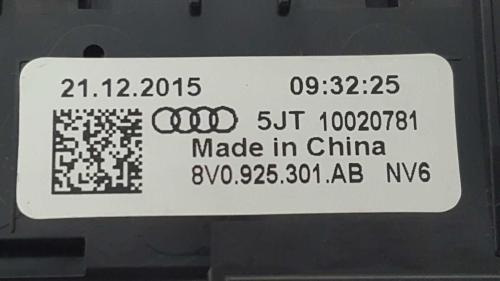 21.12.2015 09:32:25
5JT 10020781
Made in China
8V0.925.301.AB NV6